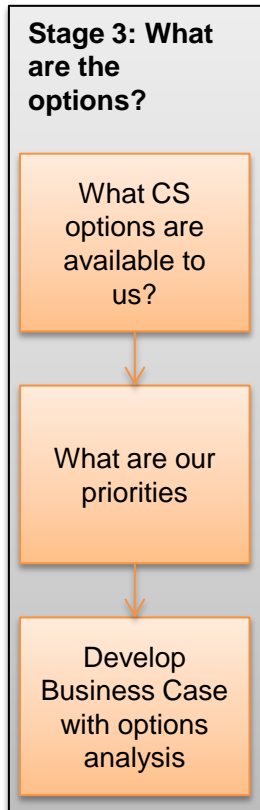 Stage 3: What
are the
options?
What CS
options are
available to
us?
What are our
priorities
Develop
Business Case
with options
analysis